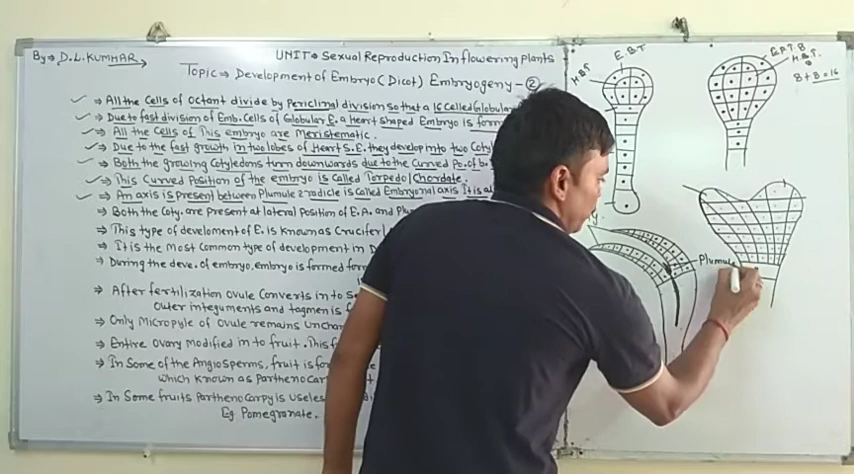 By→ D.L.KUMHAR
UNIT→ Sexual Reproduction In flowering Plants
Topic⇒ Development of Embryo (Dicot) Embryogeny-②
⇒ All the Cells of octant divide by Periclinal division so that a 16 Celled Globular
⇒ Due to fast division of Emb. Cells of Globular E. a Heart Shaped Embryo is form
⇒ All the Cells of This embryo are Meristematic.
⇒ Due to the fast growth in two lobes of Heart S.E. they develop into two Coty
⇒ Both the growing Cotyledons turn downwards due to the Curved Po. of b.
⇒ This Curved Position of the embryo is Called Torpedo/Chordate.
⇒ An axis is present between Plumule & radicle is Called Embryonal axis It is al
⇒ Both the Coty. are present at lateral Position of E.A. and Plu
⇒ This type of develoment of E. is Known as Crucifer
⇒ It is the Most Common type of development in D
⇒ During the deve. of embryo, embryo is formed for
⇒ After fertilization Ovule Converts in to Se
Outer integuments and tagmen is f
⇒ Only Micropyle of ovule remains Unchan
⇒ Entire Ovary Modified in to fruit. This f
⇒ In Some of the Angiosperms, fruit is for
which known as Parthenocar
⇒ In Some fruits Parthenocarpy is useles
Eg. Pomegranate.
E.B.T
H.B.T
E.P.T. 8
H.B.T.
8
8+8=16
Plumule